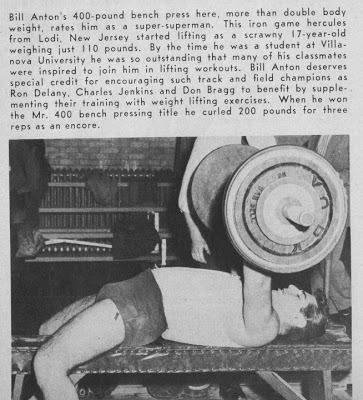 Bill Anton's 400-pound bench press here, more than double body
weight, rates him as a super-superman. This iron game hercules
from Lodi, New Jersey started lifting as a scrawny 17-year-old
weighing just 110 pounds. By the time he was a student at Villa-
nova University he was so outstanding that many of his classmates
were inspired to join him in lifting workouts. Bill Anton deserves
special credit for encouraging such track and field champions as
Ron Delany, Charles Jenkins and Don Bragg to benefit by supple-
menting their training with weight lifting exercises. When he won
the Mr. 400 bench pressing title he curled 200 pounds for three
reps as an encore.